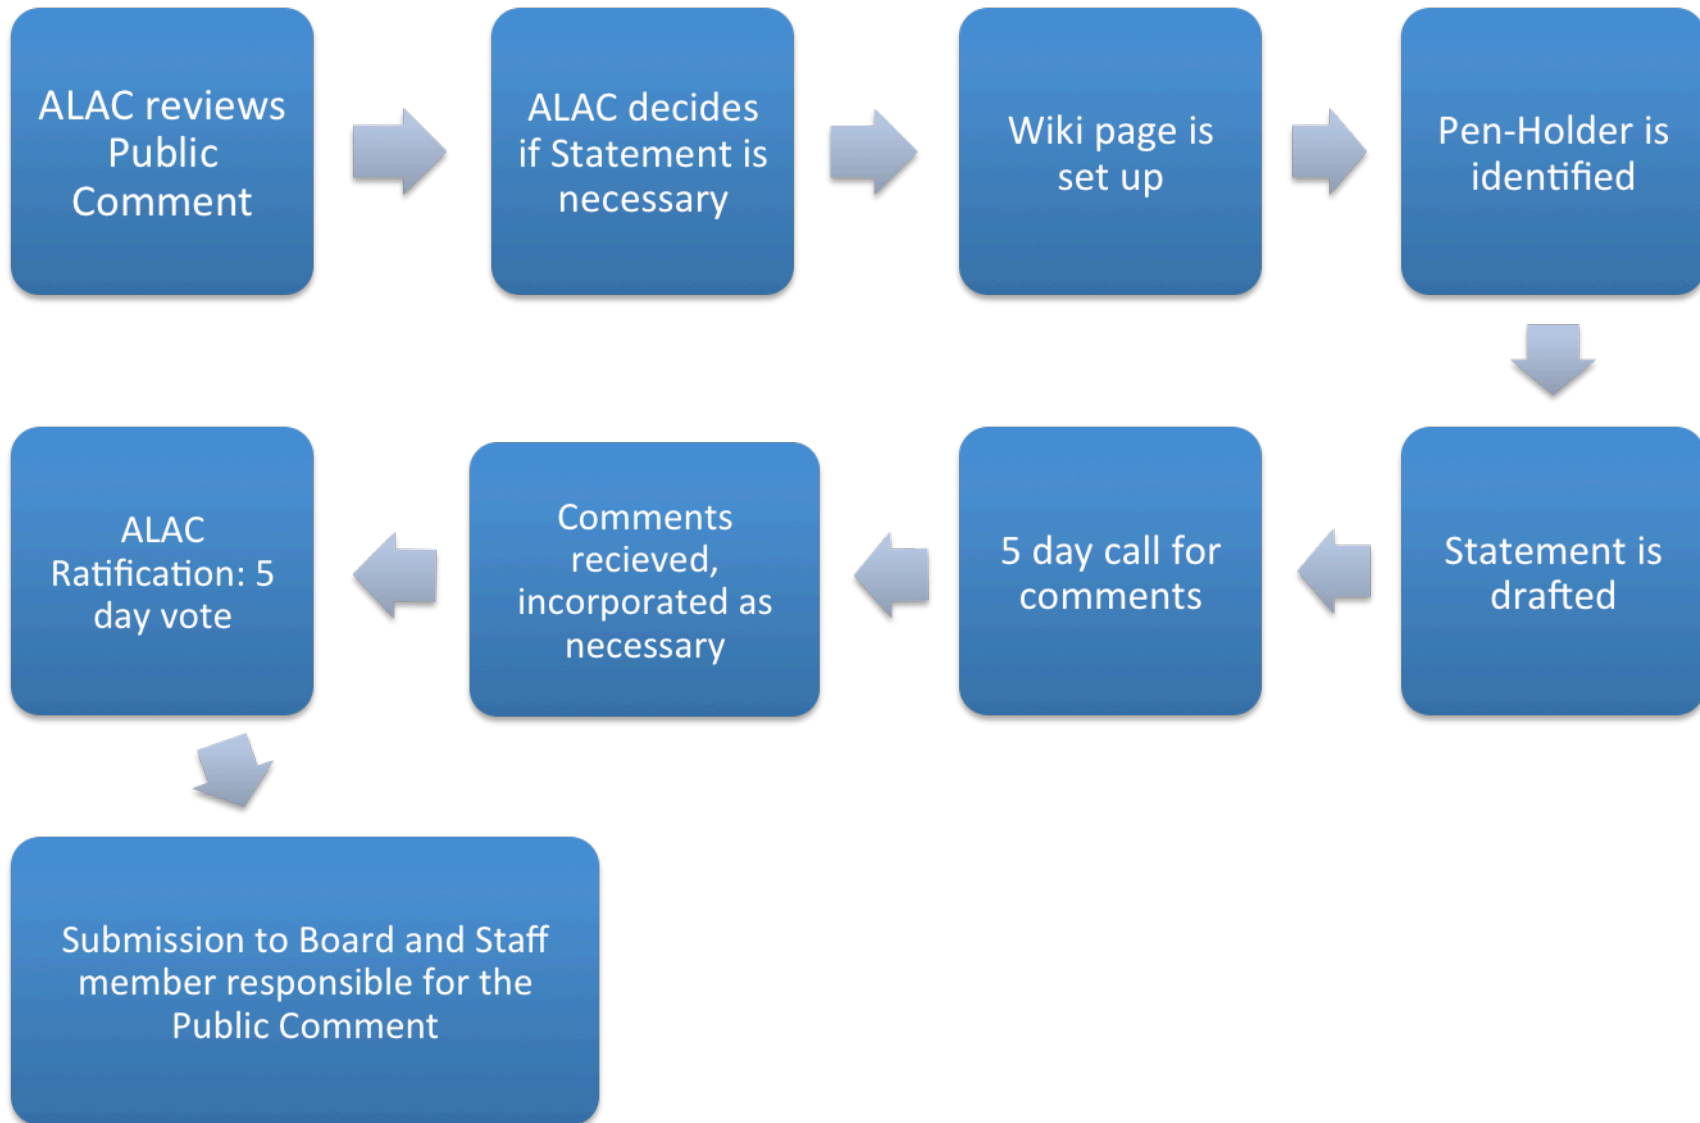 ALAC reviews
Public
Comment
ALAC decides
if Statement is
necessary
Wiki page is
set up
Pen-Holder is
identified
Statement is
drafted
5 day call for
comments
Comments
recieved,
incorporated as
necessary
ALAC
Ratification: 5
day vote
Submission to Board and Staff
member responsible for the
Public Comment